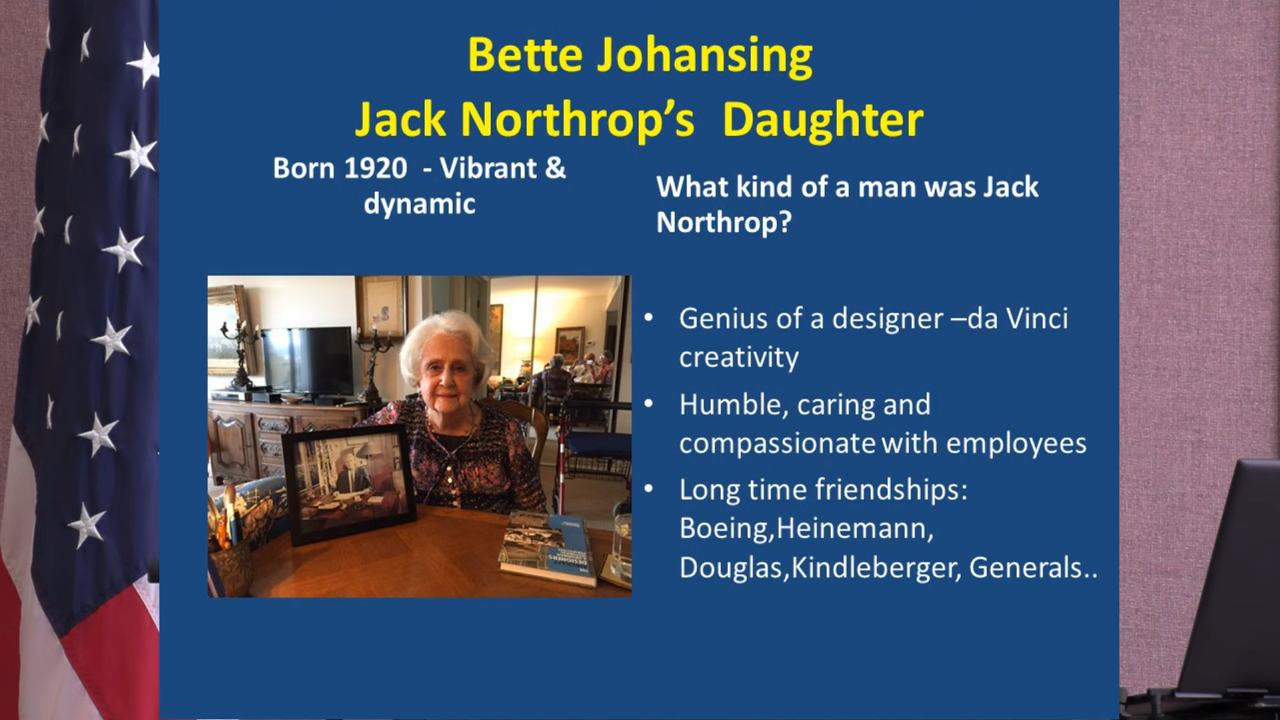 Bette Johansing
Jack Northrop's  Daughter
Born 1920  - Vibrant &
dynamic
What kind of a man was Jack
Northrop?
• Genius of a designer –da Vinci
creativity
• Humble, caring and
compassionate with employees
• Long time friendships:
Boeing,Heinemann,
Douglas,Kindleberger, Generals..